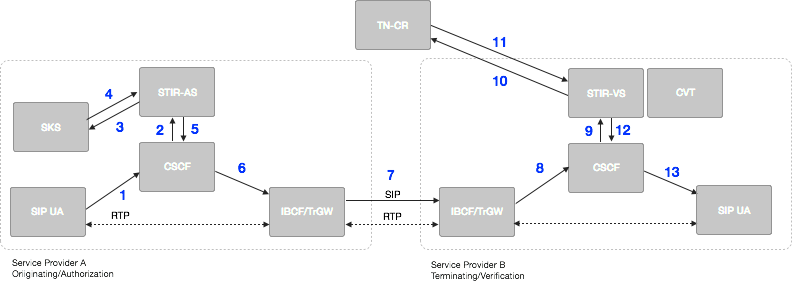 TN-CR
11
10
4
STIR-AS
STIR-VS
CVT
SKS
3
2
5
9
12
CSCF
6
7
8
CSCF
13
1
SIP
SIP UA
RTP
IBCF/TrGW
RTP
IBCF/TrGW
SIP UA
Service Provider A
Originating/Authorization
Service Provider B
Terminating/Verification